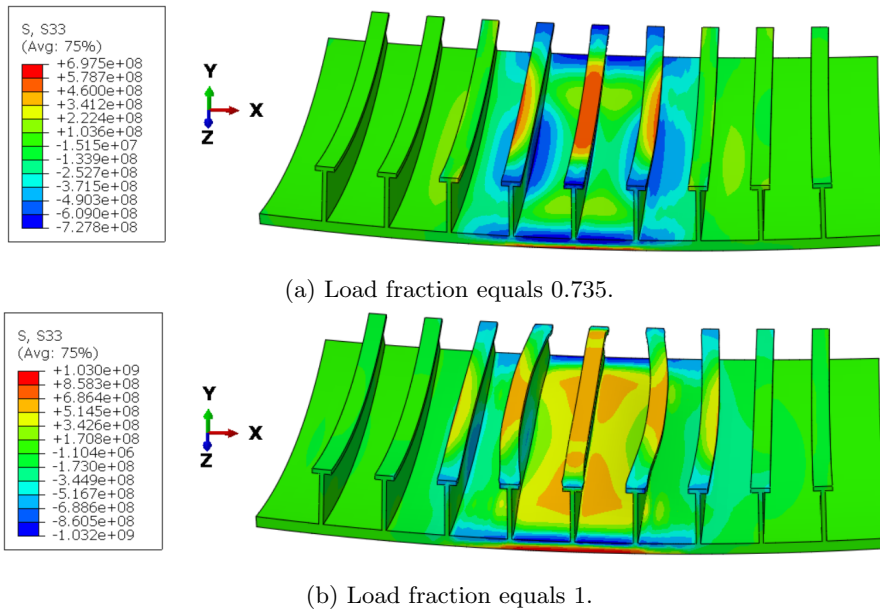 S, S33
(Avg: 75%)
+6.975e+08
+5.787e+08
+4.600e+08
+3.412e+08
+2.224e+08
+1.036e+08
-1.515e+07
-1.339e+08
-2.527e+08
-3.715e+08
-4.903e+08
-6.090e+08
-7.278e+08
Y
X
Z
(a) Load fraction equals 0.735.
S, S33
(Avg: 75%)
+1.030e+09
+8.583e+08
+6.864e+08
+5.145e+08
+3.426e+08
+1.708e+08
-1.104e+06
-1.730e+08
-3.449e+08
-5.167e+08
-6.886e+08
-8.605e+08
-1.032e+09
Y
X
Z
(b) Load fraction equals 1.